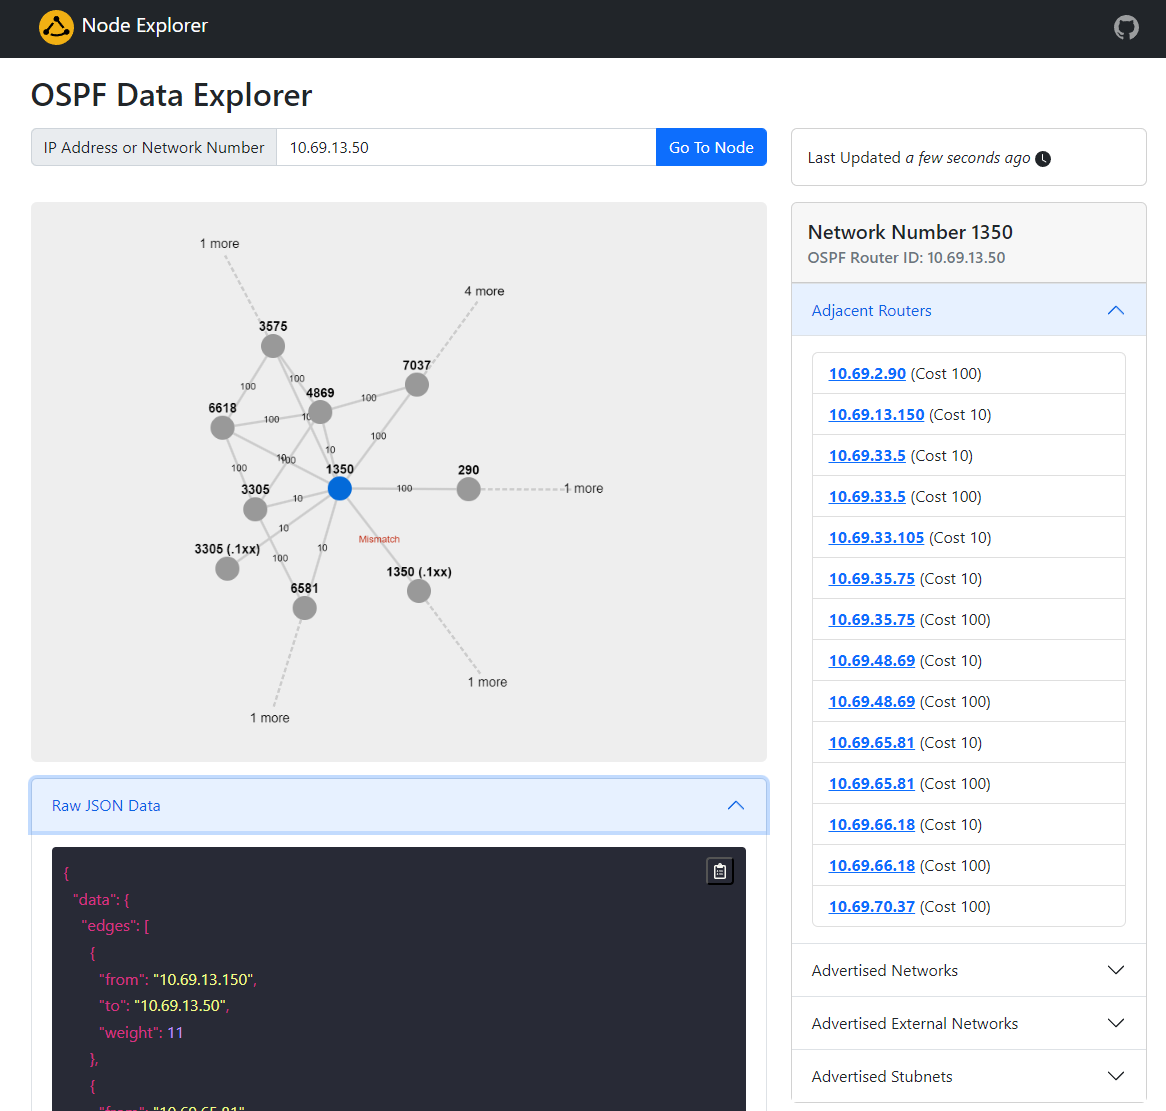 Node Explorer
OSPF Data Explorer
IP Address or Network Number
10.69.13.50
Go To Node
Last Updated a few seconds ago
1 more
4 more
3575
7037
100
100
4869
100
6618
100
10
100
10
100
10
100
1350
290
100
3305
10
100
1 more
10
Mismatch
3305 (.1xx)
10
100
1350 (.1xx)
6581
1 more
1 more
Network Number 1350
OSPF Router ID: 10.69.13.50
Adjacent Routers
10.69.2.90 (Cost 100)
10.69.13.150 (Cost 10)
10.69.33.5 (Cost 10)
10.69.33.5 (Cost 100)
10.69.33.105 (Cost 10)
10.69.35.75 (Cost 10)
10.69.35.75 (Cost 100)
10.69.48.69 (Cost 10)
10.69.48.69 (Cost 100)
10.69.65.81 (Cost 10)
10.69.65.81 (Cost 100)
10.69.66.18 (Cost 10)
10.69.66.18 (Cost 100)
10.69.70.37 (Cost 100)
Advertised Networks
Advertised External Networks
Advertised Stubnets
Raw JSON Data
{
"data": {
"edges": [
{
"from": "10.69.13.150",
"to": "10.69.13.50",
"weight": 11
},
{
"from": "10.69.65.81"